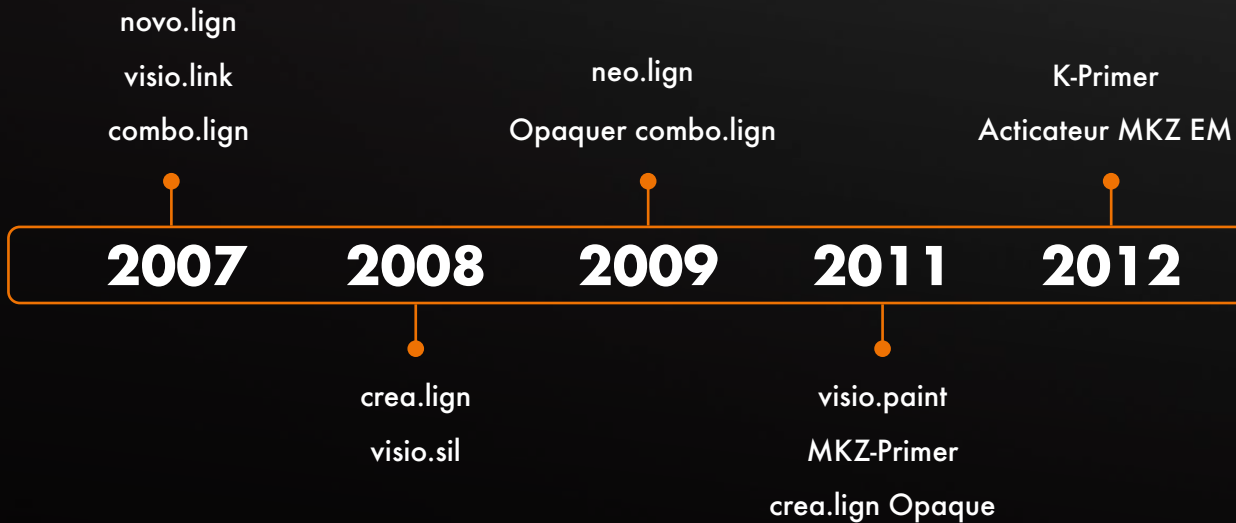 novo.lign
visio.link
combo.lign
neo.lign
Opaquer combo.lign
K-Primer
Acticateur MKZ EM
2007 2008 2009 2011 2012
crea.lign
visio.sil
visio.paint
MKZ-Primer
crea.lign Opaque